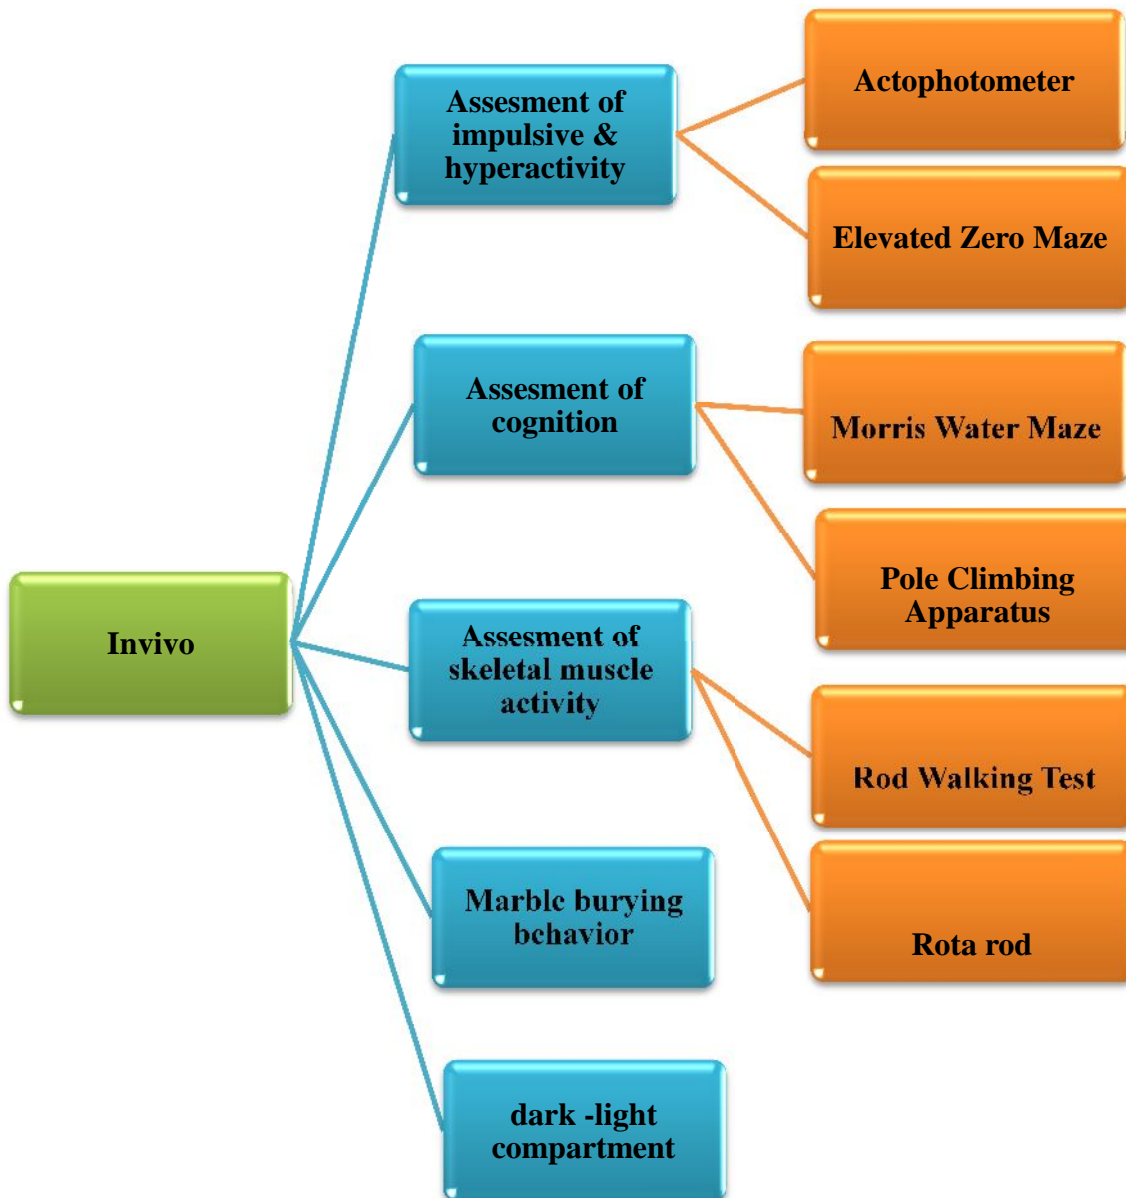 Invivo
Assesment of
impulsive &
hyperactivity
Actophotometer
Elevated Zero Maze
Assesment of
cognition
Morris Water Maze
Pole Climbing
Apparatus
Assesment of
skeletal muscle
activity
Rod Walking Test
Rota rod
Marble burying
behavior
dark -light
compartment